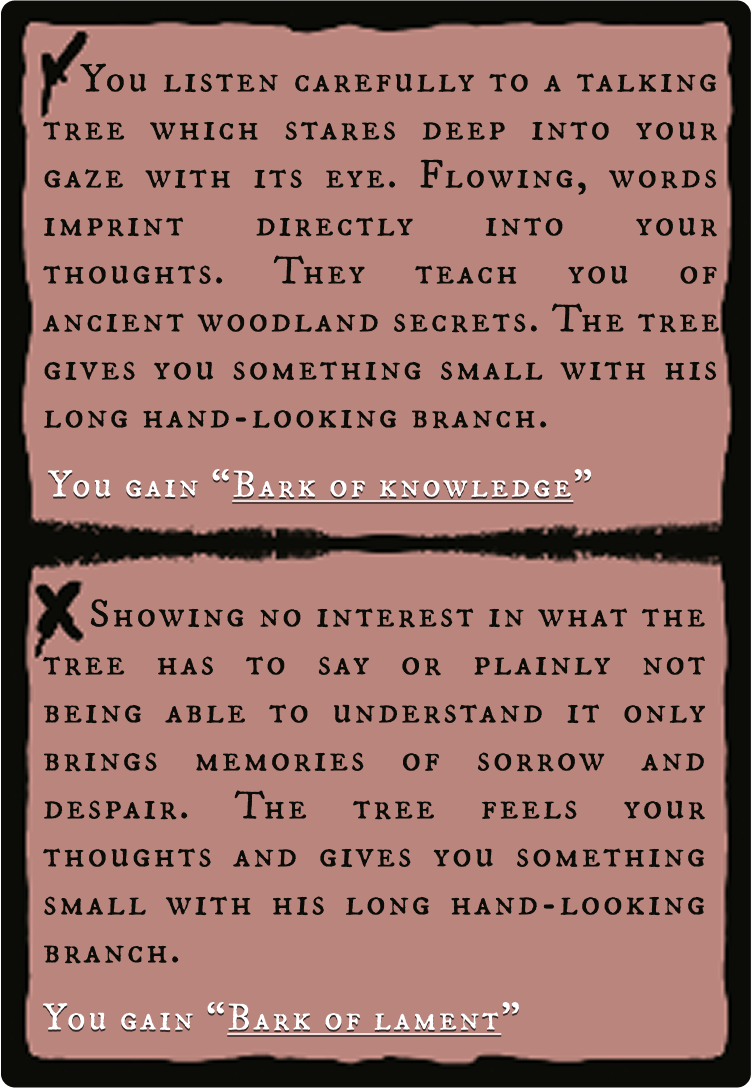 You listen carefully to a talking
tree which stares deep into your
gaze with its eye. Flowing, words
imprint directly into your
thoughts. They teach you of
ancient woodland secrets. The tree
gives you something small with his
long hand-looking branch.
You gain “Bark of knowledge”
Showing no interest in what the
tree has to say or plainly not
being able to understand it only
brings memories of sorrow and
despair. The tree feels your
thoughts and gives you something
small with his long hand-looking
branch.
You gain “Bark of lament”